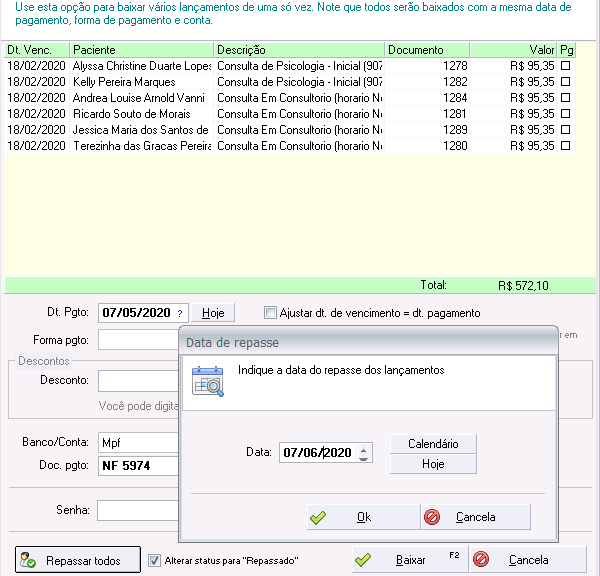 Use esta opção para baixar vários lançamentos de uma só vez. Note que todos serão baixados com a mesma data de
pagamento, forma de pagamento e conta.
Dt. Venc. Paciente Descrição Documento Valor Pg
18/02/2020 Alyssa Christine Duarte Lopes Consulta de Psicologia - Inicial (907 1278 R$ 95,35
18/02/2020 Kelly Pereira Marques Consulta de Psicologia - Inicial (907 1282 R$ 95,35
18/02/2020 Andrea Louise Arnold Vanni Consulta Em Consultorio (horario No 1284 R$ 95,35
18/02/2020 Ricardo Souto de Morais Consulta Em Consultorio (horario No 1281 R$ 95,35
18/02/2020 Jessica Maria dos Santos de Consulta Em Consultorio (horario No 1289 R$ 95,35
18/02/2020 Terezinha das Gracas Pereira Consulta Em Consultorio (horario No 1280 R$ 95,35
Total: R$ 572,10
Dt. Pgto: 07/05/2020 ? Hoje Ajustar dt. de vencimento = dt. pagamento
Forma pgto: er em
Data de repasse
Indique a data do repasse dos lançamentos
Descontos
Desconto:
Você pode digita
Data: 07/06/2020 Calendário
Hoje
Banco/Conta: Mpf
Doc. pgto: NF 5974
Senha:
Ok Cancela
Repassar todos Alterar status para "Repassado" Baixar F2 Cancela